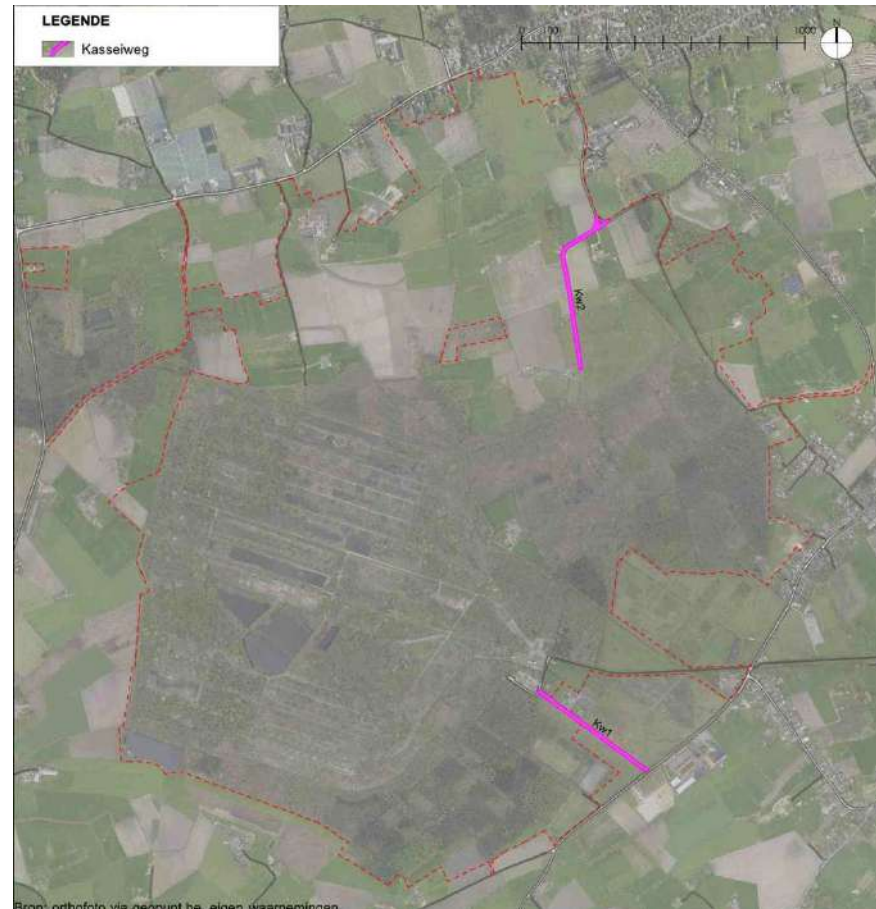 LEGENDE
Kasseiweg
0 100 1000 N
Kw2
Kw1
Bron: orthofoto via geopunt.be, eigen waarnemingen